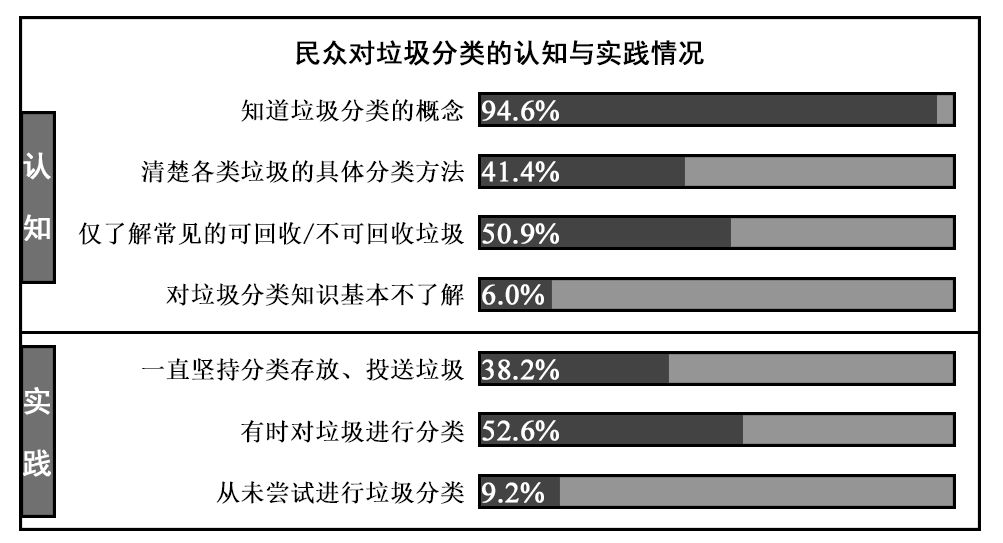 民众对垃圾分类的认知与实践情况
认知
知道垃圾分类的概念 94.6%
清楚各类垃圾的具体分类方法 41.4%
仅了解常见的可回收/不可回收垃圾 50.9%
对垃圾分类知识基本不了解 6.0%
实践
一直坚持分类存放、投送垃圾 38.2%
有时对垃圾进行分类 52.6%
从未尝试进行垃圾分类 9.2%